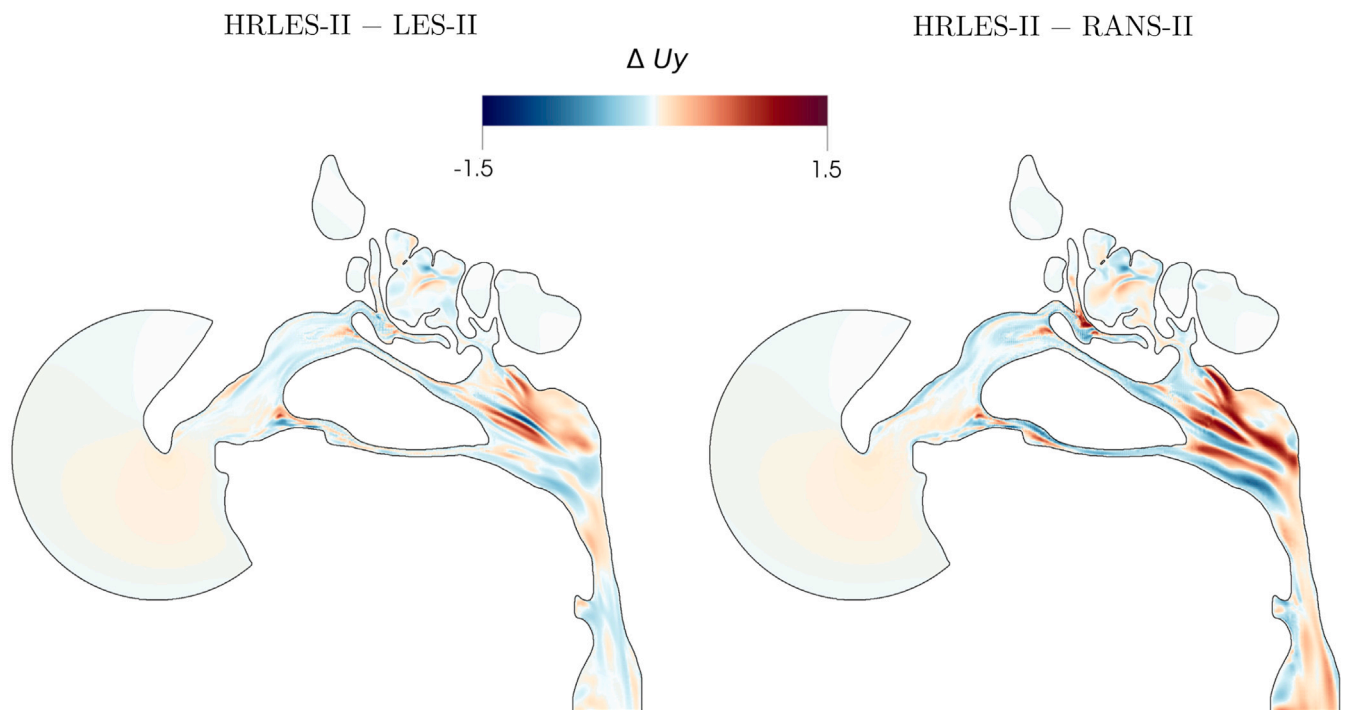 HRLES-II − LES-II
HRLES-II − RANS-II
Δ Uy
-1.5
1.5